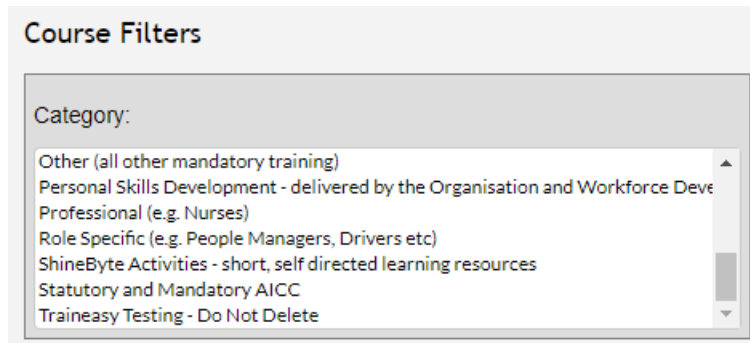 Course Filters
Category:
Other (all other mandatory training)
Personal Skills Development - delivered by the Organisation and Workforce Deve
Professional (e.g. Nurses)
Role Specific (e.g. People Managers, Drivers etc)
ShineByte Activities - short, self directed learning resources
Statutory and Mandatory AICC
Traineasy Testing - Do Not Delete